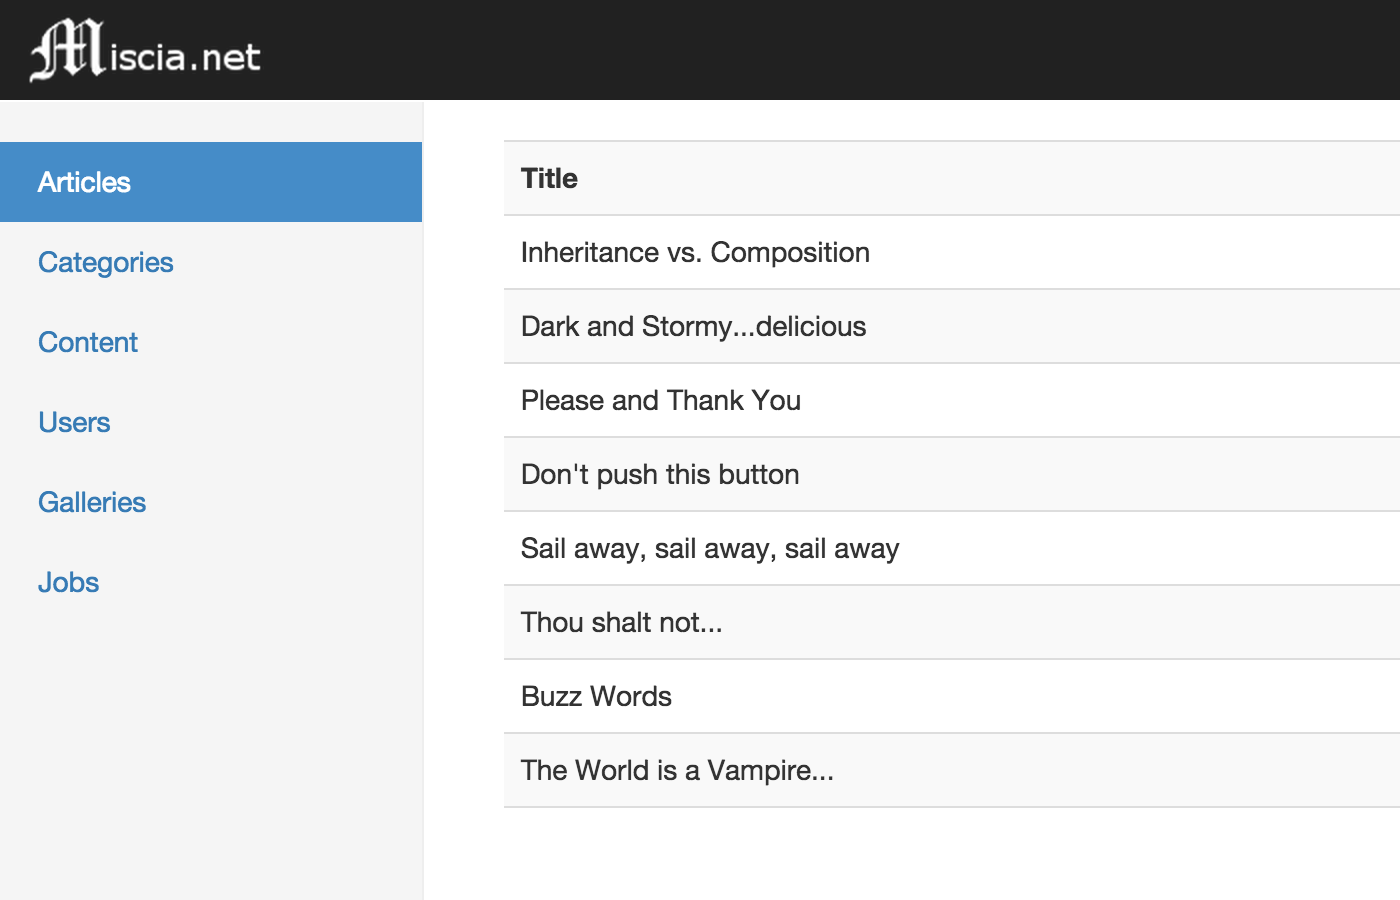 Miscia.net
Articles
Categories
Content
Users
Galleries
Jobs
Title
Inheritance vs. Composition
Dark and Stormy...delicious
Please and Thank You
Don't push this button
Sail away, sail away, sail away
Thou shalt not...
Buzz Words
The World is a Vampire...